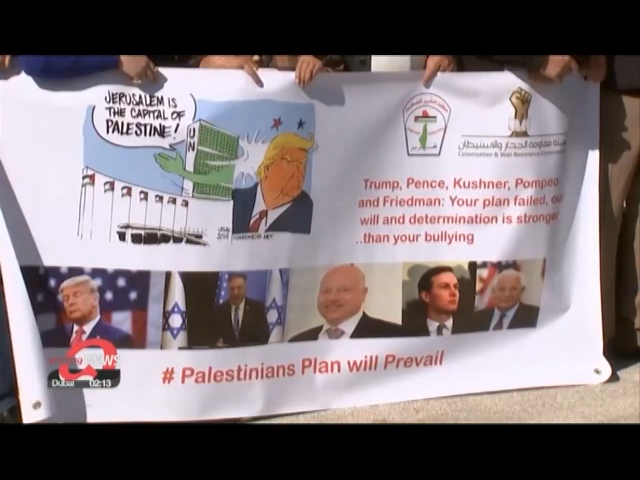 JERUSALEM IS
THE CAPITAL OF
PALESTINE!
UN
هيئة مقاومة الجدار والاستيطان
Colonization & Wall Resistance
Trump, Pence, Kushner, Pompeo
and Friedman: Your plan failed,
will and determination is stronger
..than your bullying
# Palestinians Plan will Prevail
NEWS
Dubai 02:13